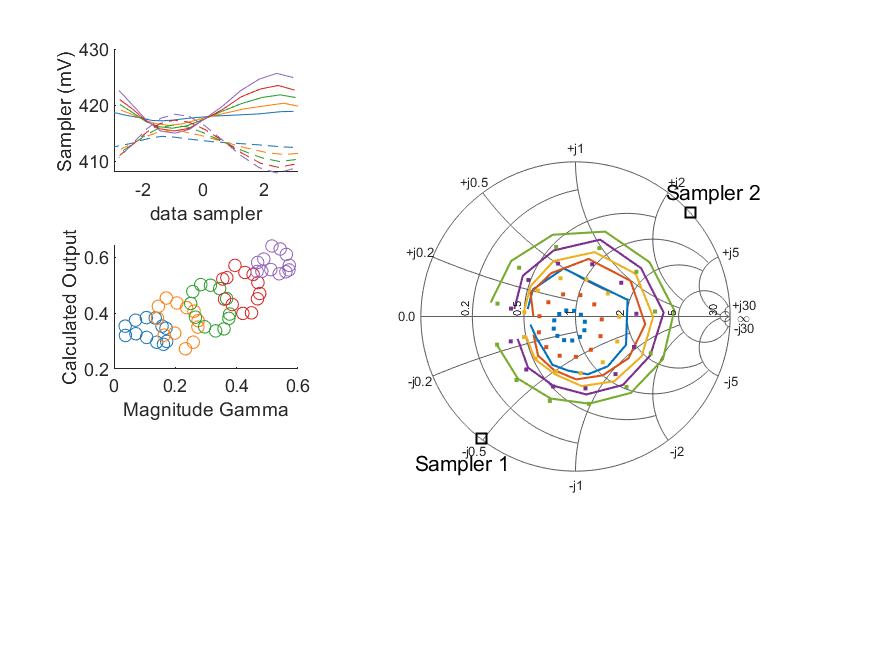 430
420
410
Sampler (mV)
-2
0
2
data sampler
0.6
0.4
0.2
Calculated Output
0
0.2
0.4
0.6
Magnitude Gamma
+j1
+j0.5
+j2
Sampler 2
+j0.2
+j5
0.0
0.2
0.5
1
2
5
30
+j30
∞
-j30
-j0.2
-j5
-j0.5
-j2
Sampler 1
-j1